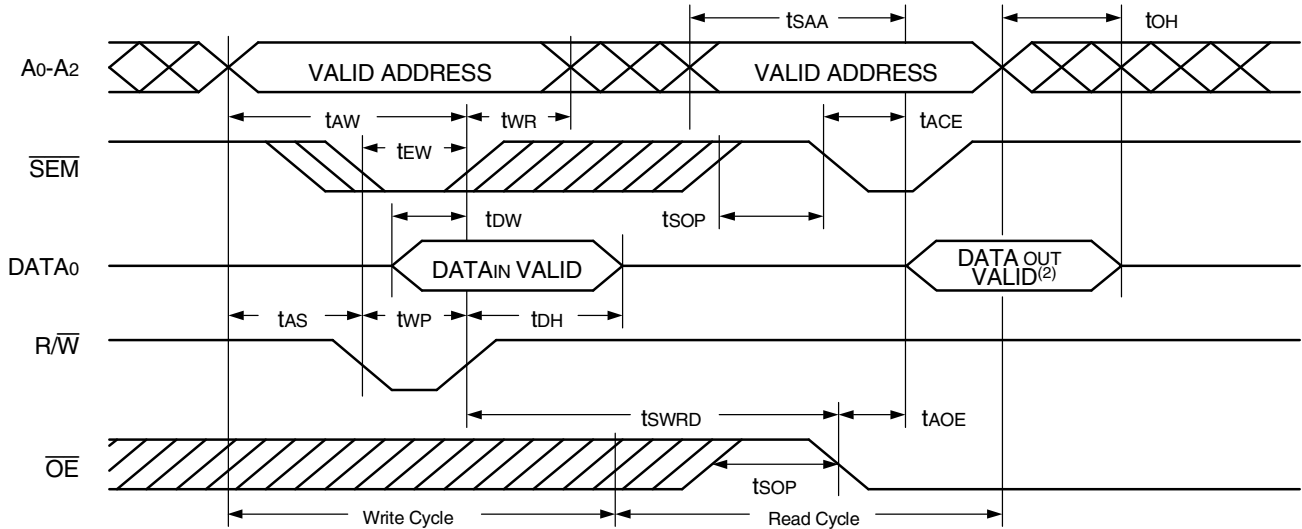 tSAA
tOH
A0-A2
VALID ADDRESS
VALID ADDRESS
tAW
tWR
tACE
tEW
SEM
tDW
tSOP
DATA0
DATAIN VALID
DATA OUT
VALID(2)
tAS
tWP
tDH
R/W
tSWRD
tAOE
OE
tSOP
Write Cycle
Read Cycle